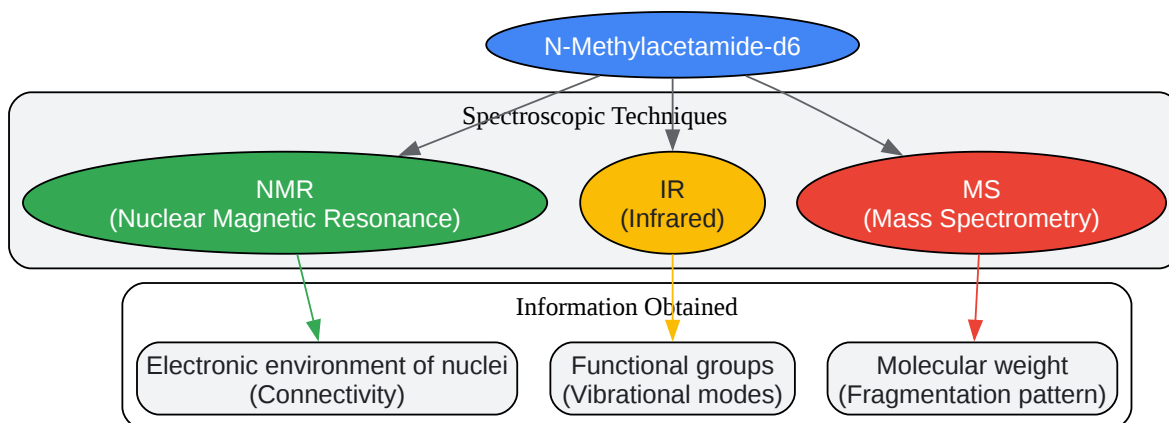 N-Methylacetamide-d6
Spectroscopic Techniques
NMR
(Nuclear Magnetic Resonance)
IR
(Infrared)
MS
(Mass Spectrometry)
Information Obtained
Electronic environment of nuclei
(Connectivity)
Functional groups
(Vibrational modes)
Molecular weight
(Fragmentation pattern)